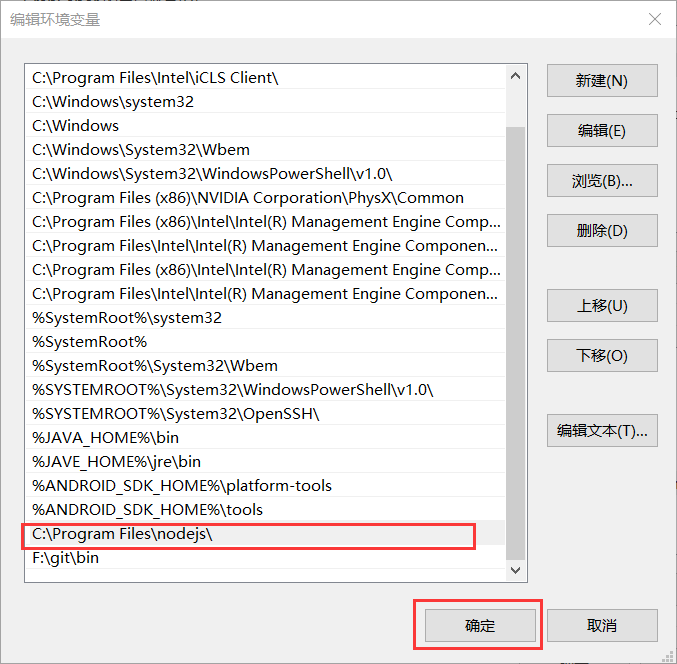 编辑环境变量
C:\Program Files\Intel\iCLS Client\
C:\Windows\system32
C:\Windows
C:\Windows\System32\Wbem
C:\Windows\System32\WindowsPowerShell\v1.0\
C:\Program Files (x86)\NVIDIA Corporation\PhysX\Common
C:\Program Files (x86)\Intel\Intel(R) Management Engine Comp...
C:\Program Files\Intel\Intel(R) Management Engine Componen...
C:\Program Files (x86)\Intel\Intel(R) Management Engine Comp...
C:\Program Files\Intel\Intel(R) Management Engine Componen...
%SystemRoot%\system32
%SystemRoot%
%SystemRoot%\System32\Wbem
%SYSTEMROOT%\System32\WindowsPowerShell\v1.0\
%SYSTEMROOT%\System32\OpenSSH\
%JAVA_HOME%\bin
%JAVE_HOME%\jre\bin
%ANDROID_SDK_HOME%\platform-tools
%ANDROID_SDK_HOME%\tools
C:\Program Files\nodejs\
F:\git\bin
新建(N)
编辑(E)
浏览(B)...
删除(D)
上移(U)
下移(O)
编辑文本(T)...
确定
取消